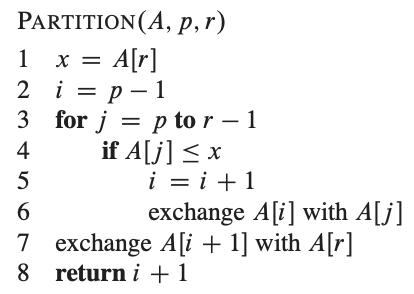 PARTITION(A, p, r)
1 x = A[r]
2 i = p − 1
3 for j = p to r − 1
4 if A[j] ≤ x
5 i = i + 1
6 exchange A[i] with A[j]
7 exchange A[i + 1] with A[r]
8 return i + 1